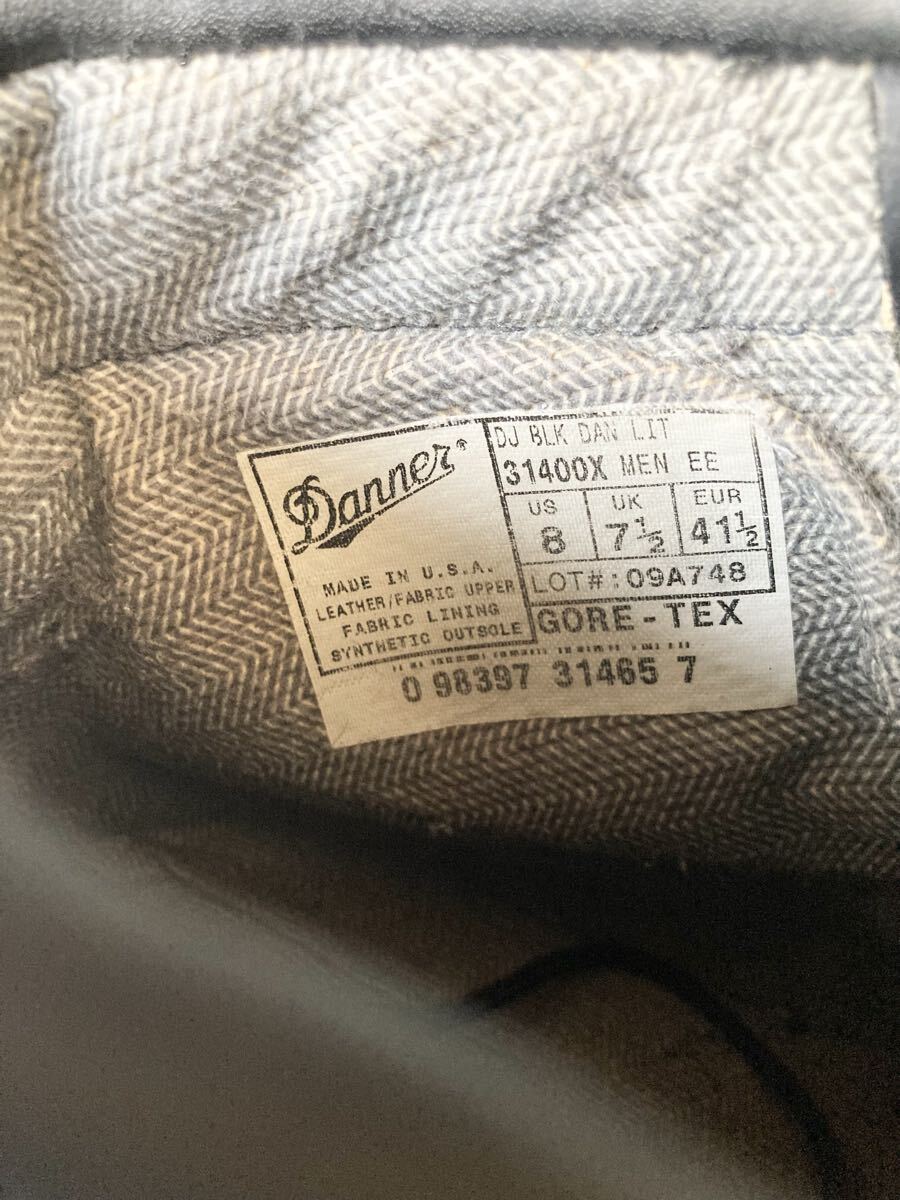 Danner®
MADE IN U.S.A.
LEATHER/FABRIC UPPER
FABRIC LINING
SYNTHETIC OUTSOLE
DJ BLK DAN LIT
31400X MEN EE
US UK EUR
8 7½ 41½
LOT#: 09A748
GORE-TEX
0 98397 31465 7